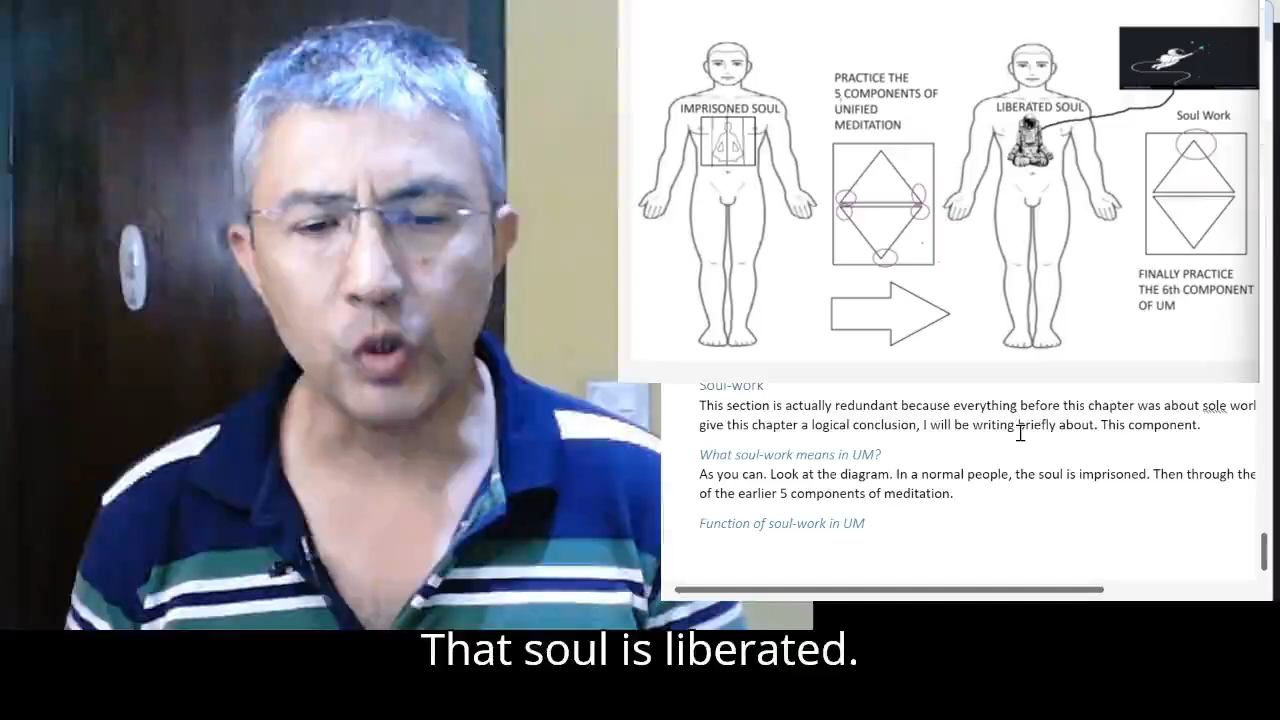 IMPRISONED SOUL
PRACTICE THE
5 COMPONENTS OF
UNIFIED
MEDITATION
LIBERATED SOUL
Soul Work
FINALLY PRACTICE
THE 6th COMPONENT
OF UM
Soul-work
This section is actually redundant because everything before this chapter was about sole
give this chapter a logical conclusion, I will be writing briefly about. This component.
What soul-work means in UM?
As you can. Look at the diagram. In a normal people, the soul is imprisoned. Then through the
of the earlier 5 components of meditation.
Function of soul-work in UM
That soul is liberated.